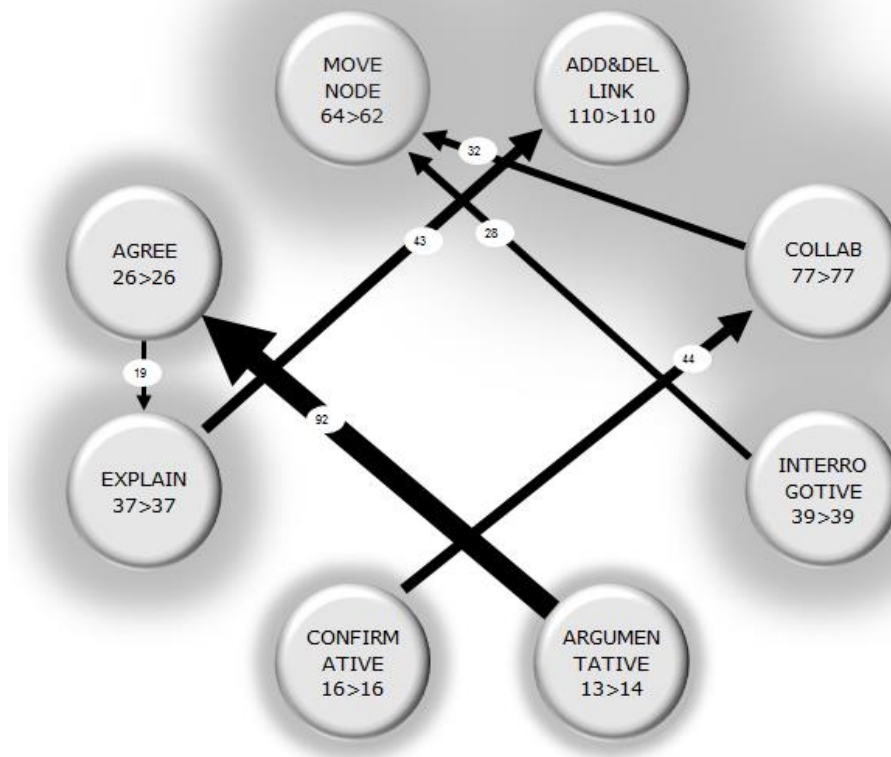 MOVE
NODE
64>62
ADD&DEL
LINK
110>110
32
AGREE
26>26
43
28
COLLAB
77>77
19
44
92
EXPLAIN
37>37
INTERRO
GOTIVE
39>39
CONFIRM
ATIVE
16>16
ARGUMEN
TATIVE
13>14